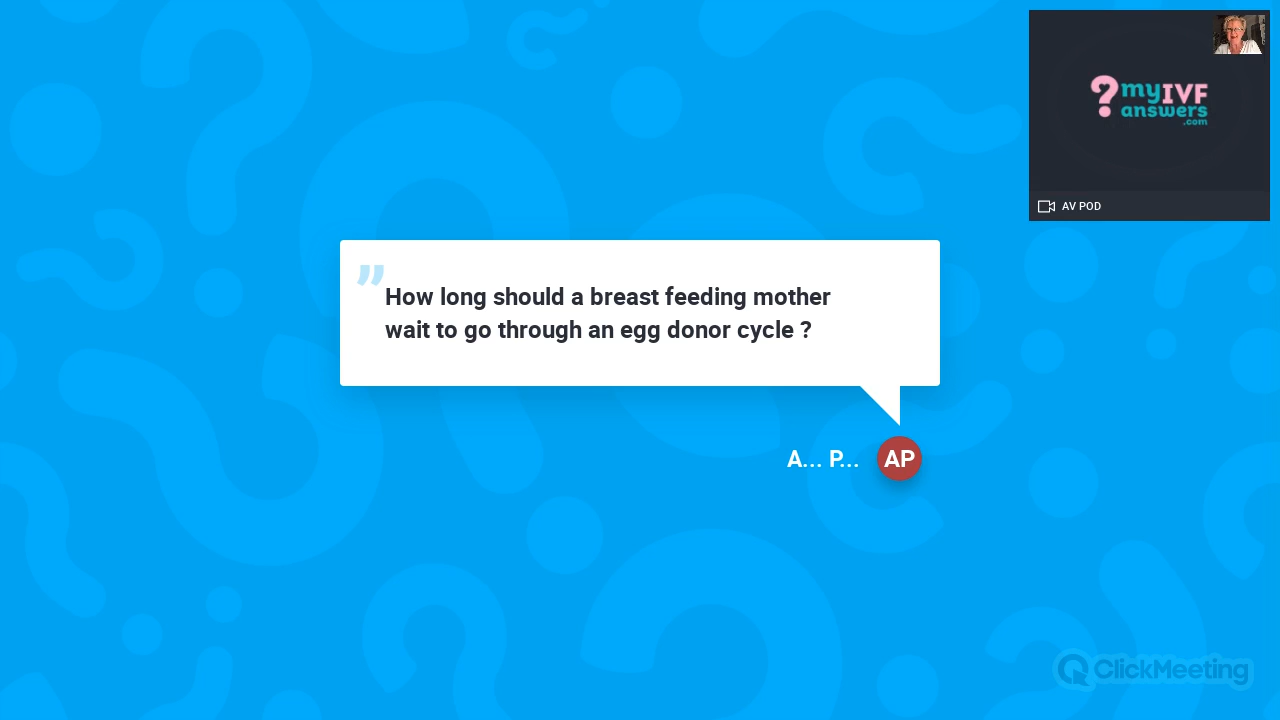 ?myIVF
answers
.com
AV POD
”
How long should a breast feeding mother
wait to go through an egg donor cycle ?
A... P...
AP
ClickMeeting